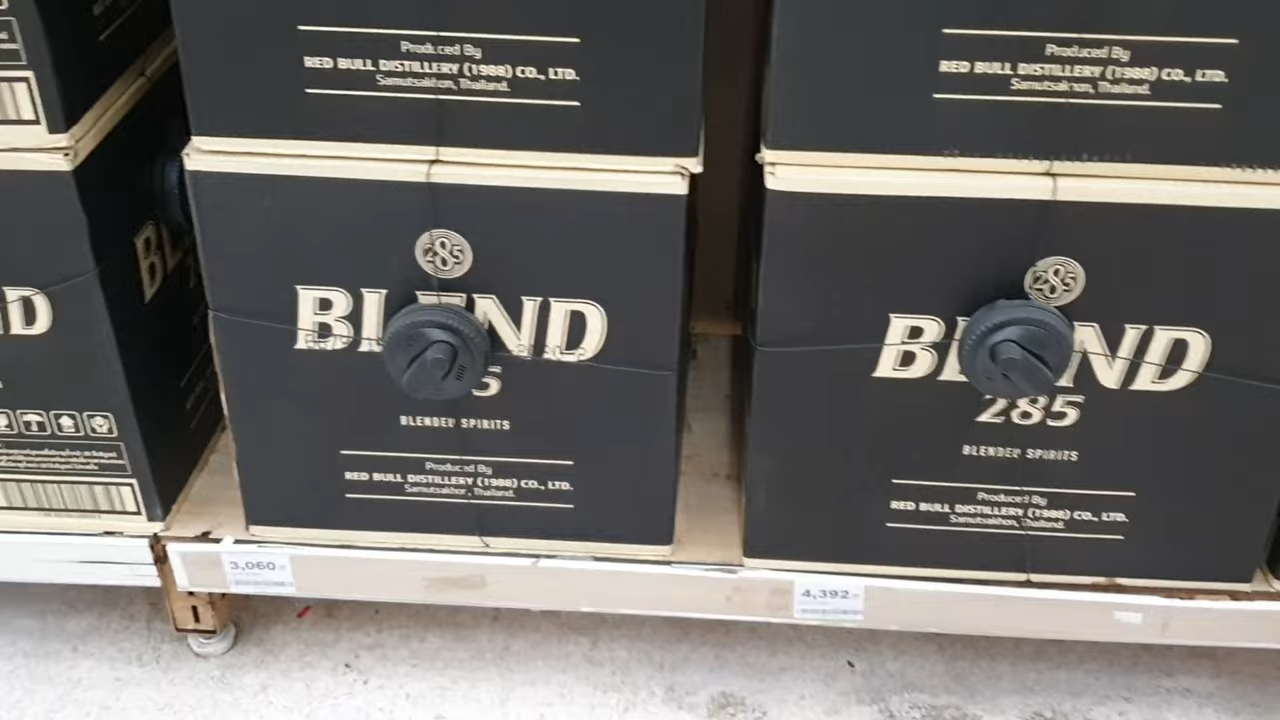 Produced By
RED BULL DISTILLERY (1988) CO., LTD.
Samutsakhon, Thailand.
Produced By
RED BULL DISTILLERY (1988) CO., LTD.
Samutsakhon, Thailand.
BL
D
285
BLEND
5
BLENDED SPIRITS
Produced By
RED BULL DISTILLERY (1988) CO., LTD.
Samutsakhon, Thailand.
285
BLEND
285
BLENDED SPIRITS
Produced By
RED BULL DISTILLERY (1988) CO., LTD.
Samutsakhon, Thailand.
3,060
4,392